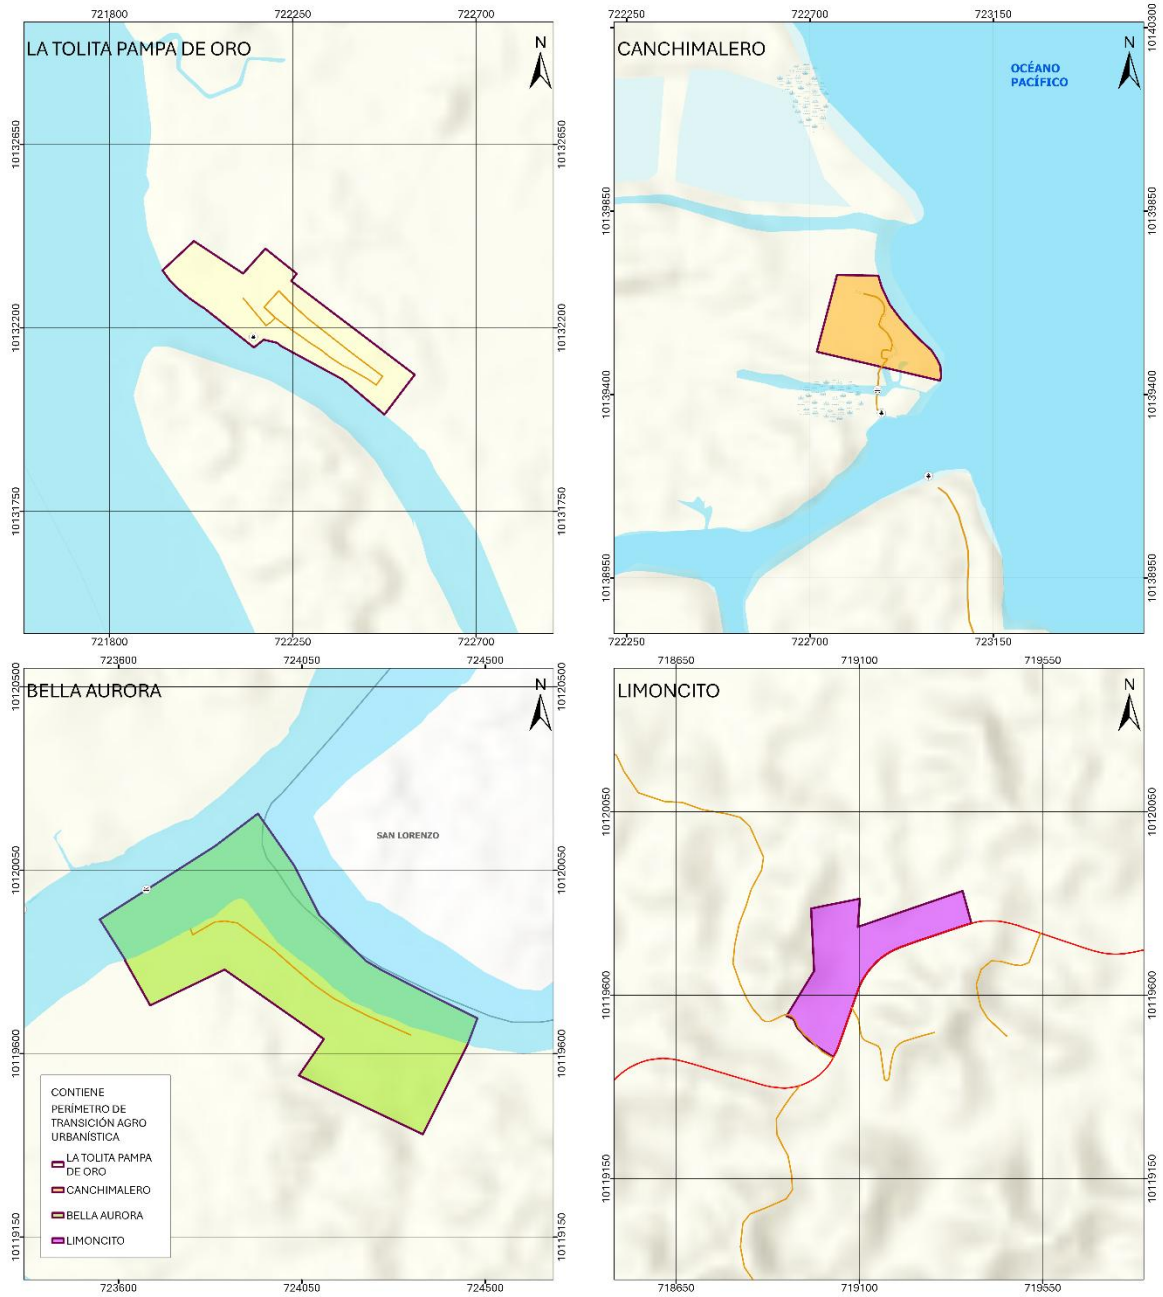 721800 722250 722700
LA TOLITA PAMPA DE ORO
N
10132650 10132650
10132200 10132200
10131750 10131750
721800 722250 722700
722250 722700 723150
10140300
CANCHIMALERO
N
OCÉANO
PACÍFICO
10139850 10139850
10139400 10139400
10138950 10138950
722250 722700 723150
723600 724050 724500
10120500 10120500
BELLA AURORA
N
SAN LORENZO
10120050 10120050
10119600 10119600
CONTIENE
PERÍMETRO DE
TRANSICIÓN AGRO
URBANÍSTICA
LA TOLITA PAMPA
DE ORO
CANCHIMALERO
BELLA AURORA
LIMONCITO
10119150 10119150
723600 724050 724500
718650 719100 719550
LIMONCITO
N
10120050 10120050
10119600 10119600
10119150 10119150
718650 719100 719550